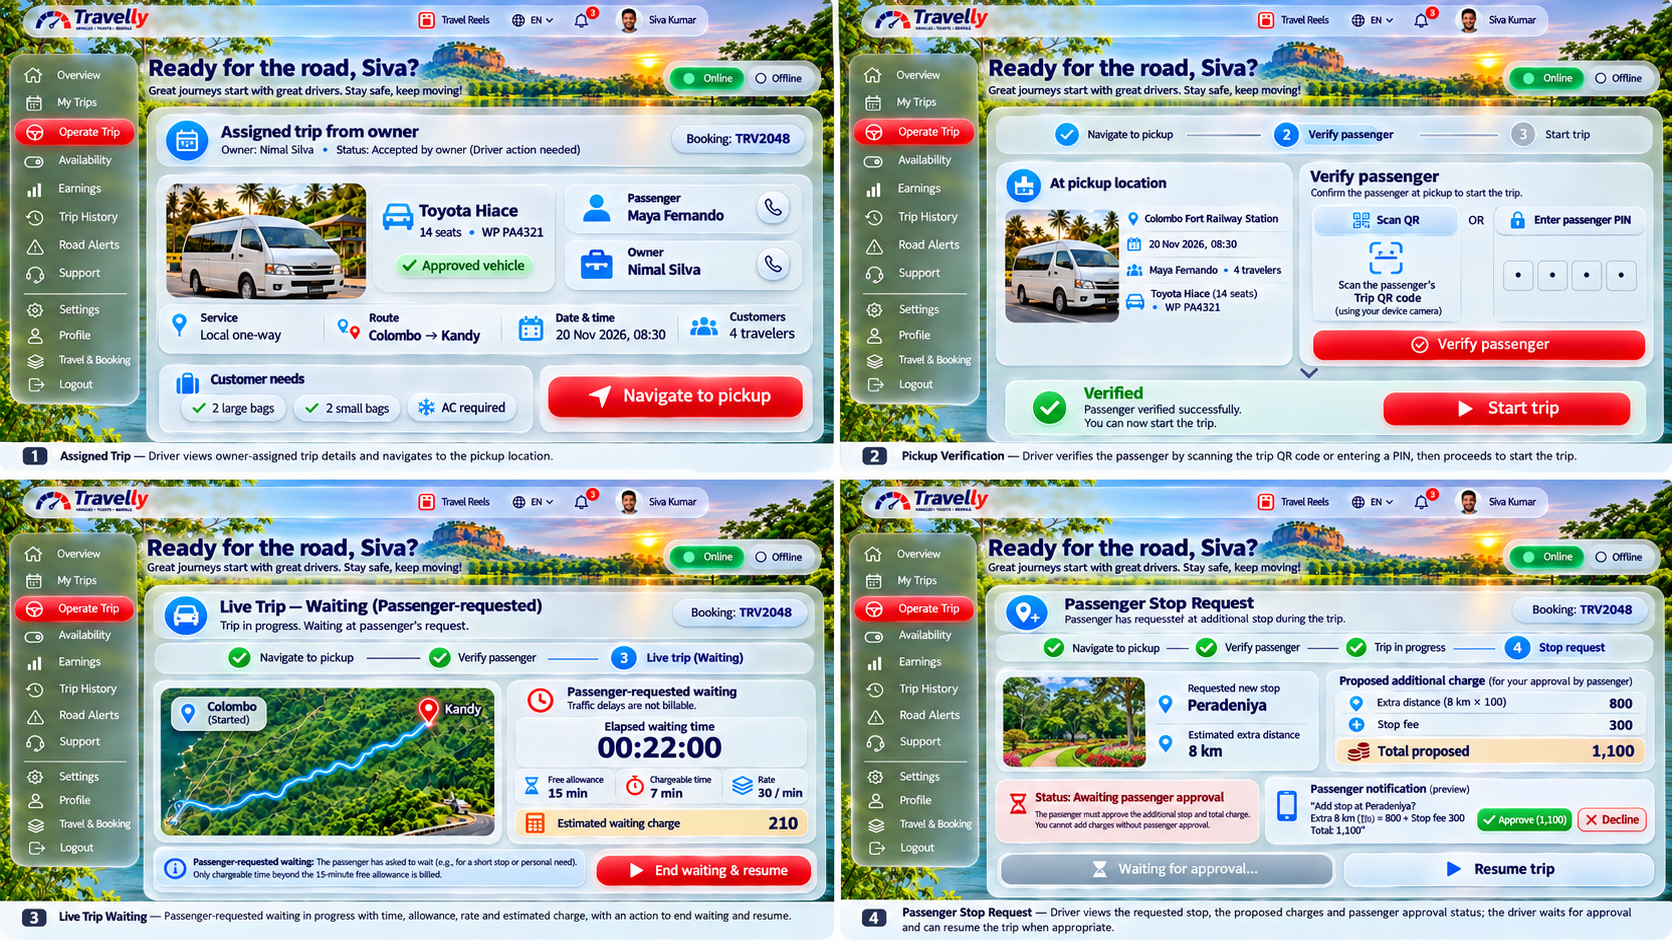 Travelly
Travel Reels
EN
3
Siva Kumar
Ready for the road, Siva?
Great journeys start with great drivers. Stay safe, keep moving!
Online
Offline
Overview
My Trips
Operate Trip
Availability
Earnings
Trip History
Road Alerts
Support
Settings
Profile
Travel & Booking
Logout
Assigned trip from owner
Owner: Nimal Silva • Status: Accepted by owner (Driver action needed)
Booking: TRV2048
Toyota Hiace
14 seats • WP PA4321
Approved vehicle
Passenger
Maya Fernando
Owner
Nimal Silva
Service
Local one-way
Route
Colombo → Kandy
Date & time
20 Nov 2026, 08:30
Customers
4 travelers
Customer needs
2 large bags
2 small bags
AC required
Navigate to pickup
1 Assigned Trip — Driver views owner-assigned trip details and navigates to the pickup location.
Travelly
Travel Reels
EN
3
Siva Kumar
Ready for the road, Siva?
Great journeys start with great drivers. Stay safe, keep moving!
Online
Offline
Overview
My Trips
Operate Trip
Availability
Earnings
Trip History
Road Alerts
Support
Settings
Profile
Travel & Booking
Logout
Navigate to pickup
2 Verify passenger
3 Start trip
At pickup location
Colombo Fort Railway Station
20 Nov 2026, 08:30
Maya Fernando • 4 travelers
Toyota Hiace (14 seats)
• WP PA4321
Verify passenger
Confirm the passenger at pickup to start the trip.
Scan QR
OR
Enter passenger PIN
Scan the passenger's
Trip QR code
(using your device camera)
Verify passenger
Verified
Passenger verified successfully.
You can now start the trip.
Start trip
2 Pickup Verification — Driver verifies the passenger by scanning the trip QR code or entering a PIN, then proceeds to start the trip.
Travelly
Travel Reels
EN
3
Siva Kumar
Ready for the road, Siva?
Great journeys start with great drivers. Stay safe, keep moving!
Online
Offline
Overview
My Trips
Operate Trip
Availability
Earnings
Trip History
Road Alerts
Support
Settings
Profile
Travel & Booking
Logout
Live Trip — Waiting (Passenger-requested)
Trip in progress. Waiting at passenger's request.
Booking: TRV2048
Navigate to pickup
Verify passenger
3 Live trip (Waiting)
Colombo
(Started)
Kandy
Passenger-requested waiting
Traffic delays are not billable.
Elapsed waiting time
00:22:00
Free allowance
15 min
Chargeable time
7 min
Rate
30 / min
Estimated waiting charge 210
Passenger-requested waiting: The passenger has asked to wait (e.g., for a short stop or personal need).
Only chargeable time beyond the 15-minute free allowance is billed.
End waiting & resume
3 Live Trip Waiting — Passenger-requested waiting in progress with time, allowance, rate and estimated charge, with an action to end waiting and resume.
Travelly
Travel Reels
EN
3
Siva Kumar
Ready for the road, Siva?
Great journeys start with great drivers. Stay safe, keep moving!
Online
Offline
Overview
My Trips
Operate Trip
Availability
Earnings
Trip History
Road Alerts
Support
Settings
Profile
Travel & Booking
Logout
Passenger Stop Request
Passenger has requestef at additional stop during the trip.
Booking: TRV2048
Navigate to pickup
Verify passenger
Trip in progress
4 Stop request
Requested new stop
Peradeniya
Estimated extra distance
8 km
Proposed additional charge (for your approval by passenger)
Extra distance (8 km × 100) 800
Stop fee 300
Total proposed 1,100
Status: Awaiting passenger approval
The passenger must approve the additional stop and total charge.
You cannot add charges without passenger approval.
Passenger notification (preview)
"Add stop at Peradeniya?
Extra 8 km = 800 + Stop fee 300
Total: 1,100"
Approve (1,100)
Decline
Waiting for approval...
Resume trip
4 Passenger Stop Request — Driver views the requested stop, the proposed charges and passenger approval status; the driver waits for approval
and can resume the trip when appropriate.